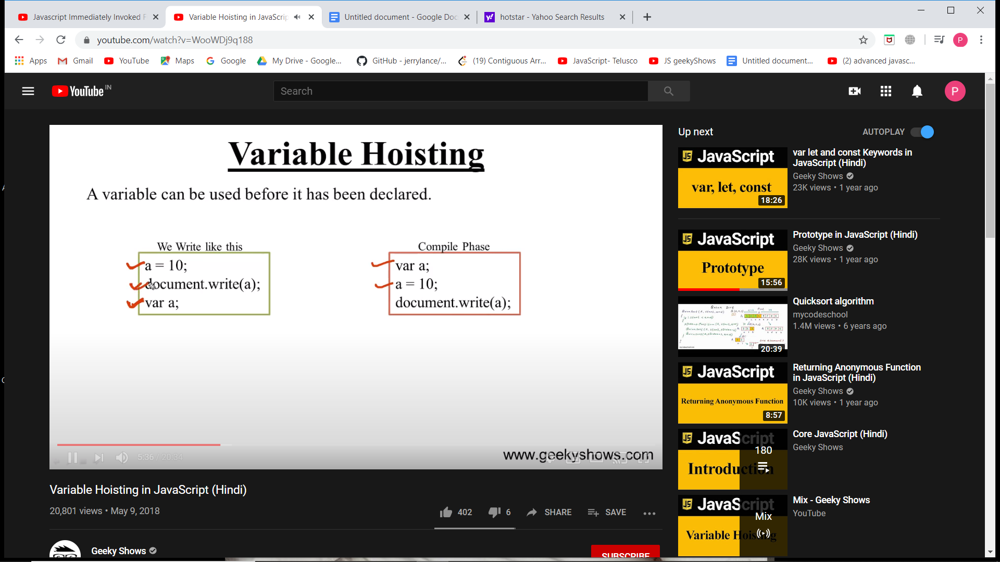 Javascript Immediately Invoked F
Variable Hoisting in JavaScrip
Untitled document - Google Doc
hotstar - Yahoo Search Results
youtube.com/watch?v=WooWDj9q188
P
Apps
Gmail
YouTube
Maps
Google
My Drive - Google...
GitHub - jerrylance/...
(19) Contiguous Arr...
JavaScript- Telusco
JS geekyShows
Untitled document...
(2) advanced javasc...
YouTube IN
Search
P
Variable Hoisting
A variable can be used before it has been declared.
We Write like this
a = 10;
document.write(a);
var a;
Compile Phase
var a;
a = 10;
document.write(a);
5:36 / 20:34
www.geekyshows.com
Variable Hoisting in JavaScript (Hindi)
20,801 views • May 9, 2018
402
6
SHARE
SAVE
Geeky Shows
SUBSCRIBE
Up next
AUTOPLAY
JS JavaScript
var, let, const
18:26
var let and const Keywords in
JavaScript (Hindi)
Geeky Shows
23K views • 1 year ago
JS JavaScript
Prototype
15:56
Prototype in JavaScript (Hindi)
Geeky Shows
28K views • 1 year ago
Quick Sort
20:39
Quicksort algorithm
mycodeschool
1.4M views • 6 years ago
JS JavaScript
Returning Anonymous Function
8:57
Returning Anonymous Function
in JavaScript (Hindi)
Geeky Shows
10K views • 1 year ago
JS JavaScript
Introduction
180
Core JavaScript (Hindi)
Geeky Shows
JS JavaScript
Variable Hoisting
Mix
Mix - Geeky Shows
YouTube